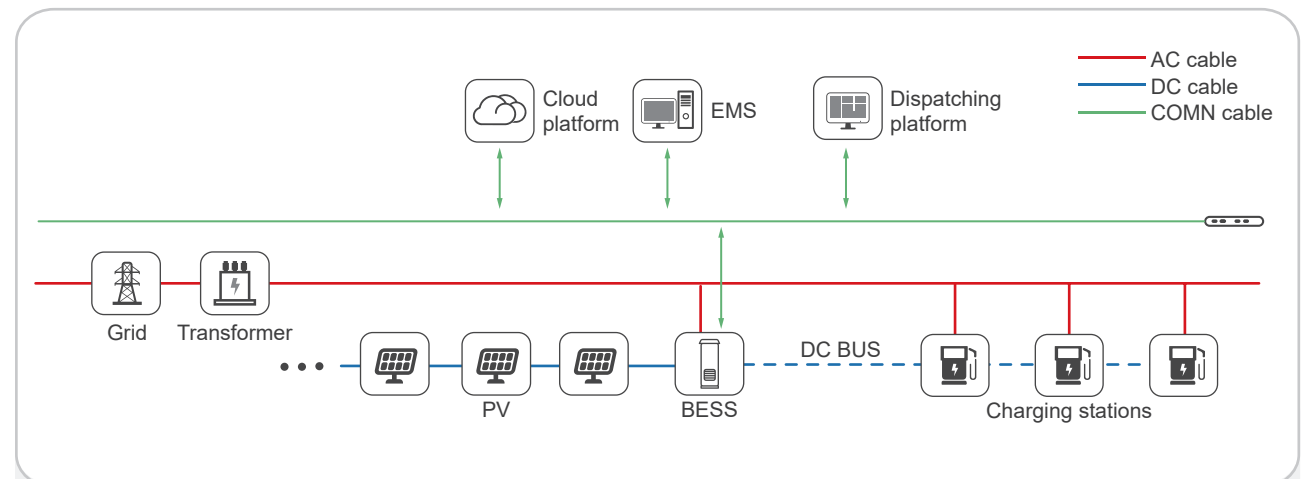 AC cable
DC cable
COMN cable
Cloud
platform
EMS
Dispatching
platform
Grid
Transformer
DC BUS
PV
BESS
Charging stations